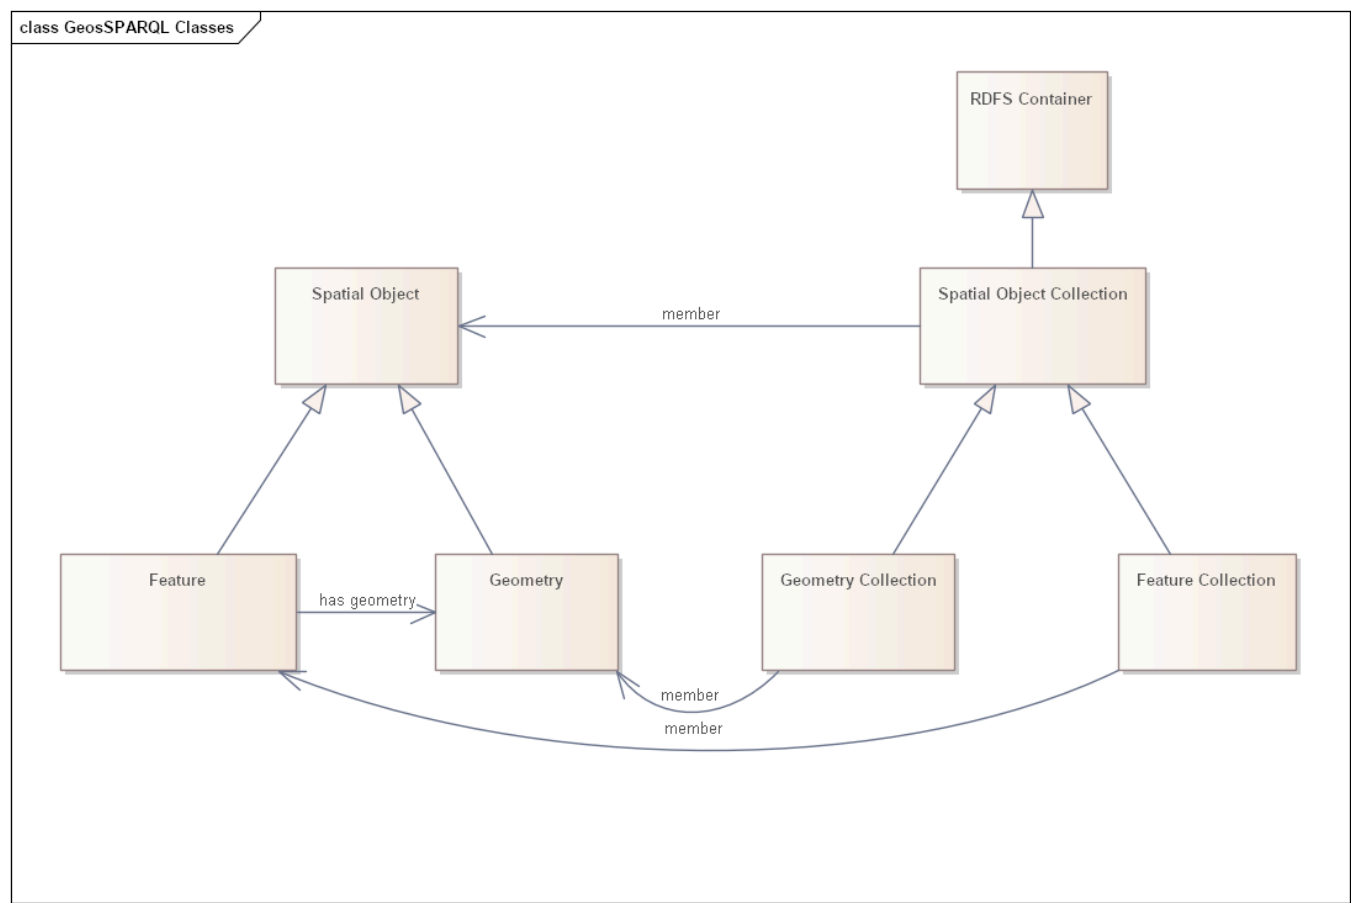 class GeosSPARQL Classes
RDFS Container
Spatial Object
Spatial Object Collection
member
Feature
Geometry
Geometry Collection
Feature Collection
has geometry
member
member